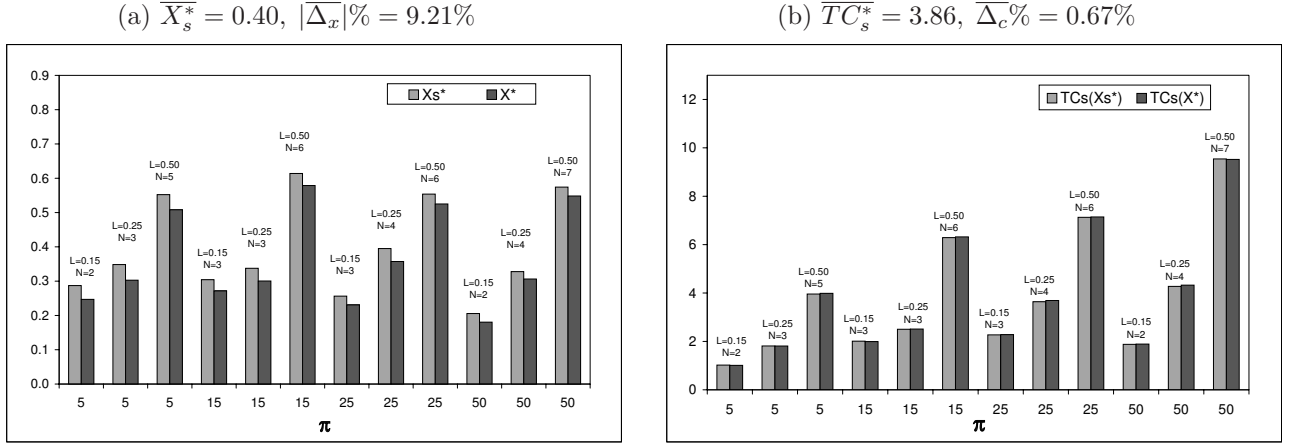 (a) $\overline{X_s^*} = 0.40, |\overline{\Delta_x}|\% = 9.21\%$
0.9
0.8
0.7
0.6
0.5
0.4
0.3
0.2
0.1
0.0
Xs* X*
L=0.15
N=2
L=0.25
N=3
L=0.50
N=5
L=0.15
N=3
L=0.25
N=3
L=0.50
N=6
L=0.15
N=3
L=0.25
N=4
L=0.50
N=6
L=0.15
N=2
L=0.25
N=4
L=0.50
N=7
5 5 5 15 15 15 25 25 25 50 50 50
π
(b) $\overline{TC_s^*} = 3.86, \overline{\Delta_c}\% = 0.67\%$
12
10
8
6
4
2
0
TCs(Xs*) TCs(X*)
L=0.15
N=2
L=0.25
N=3
L=0.50
N=5
L=0.15
N=3
L=0.25
N=3
L=0.50
N=6
L=0.15
N=3
L=0.25
N=4
L=0.50
N=6
L=0.15
N=2
L=0.25
N=4
L=0.50
N=7
5 5 5 15 15 15 25 25 25 50 50 50
π